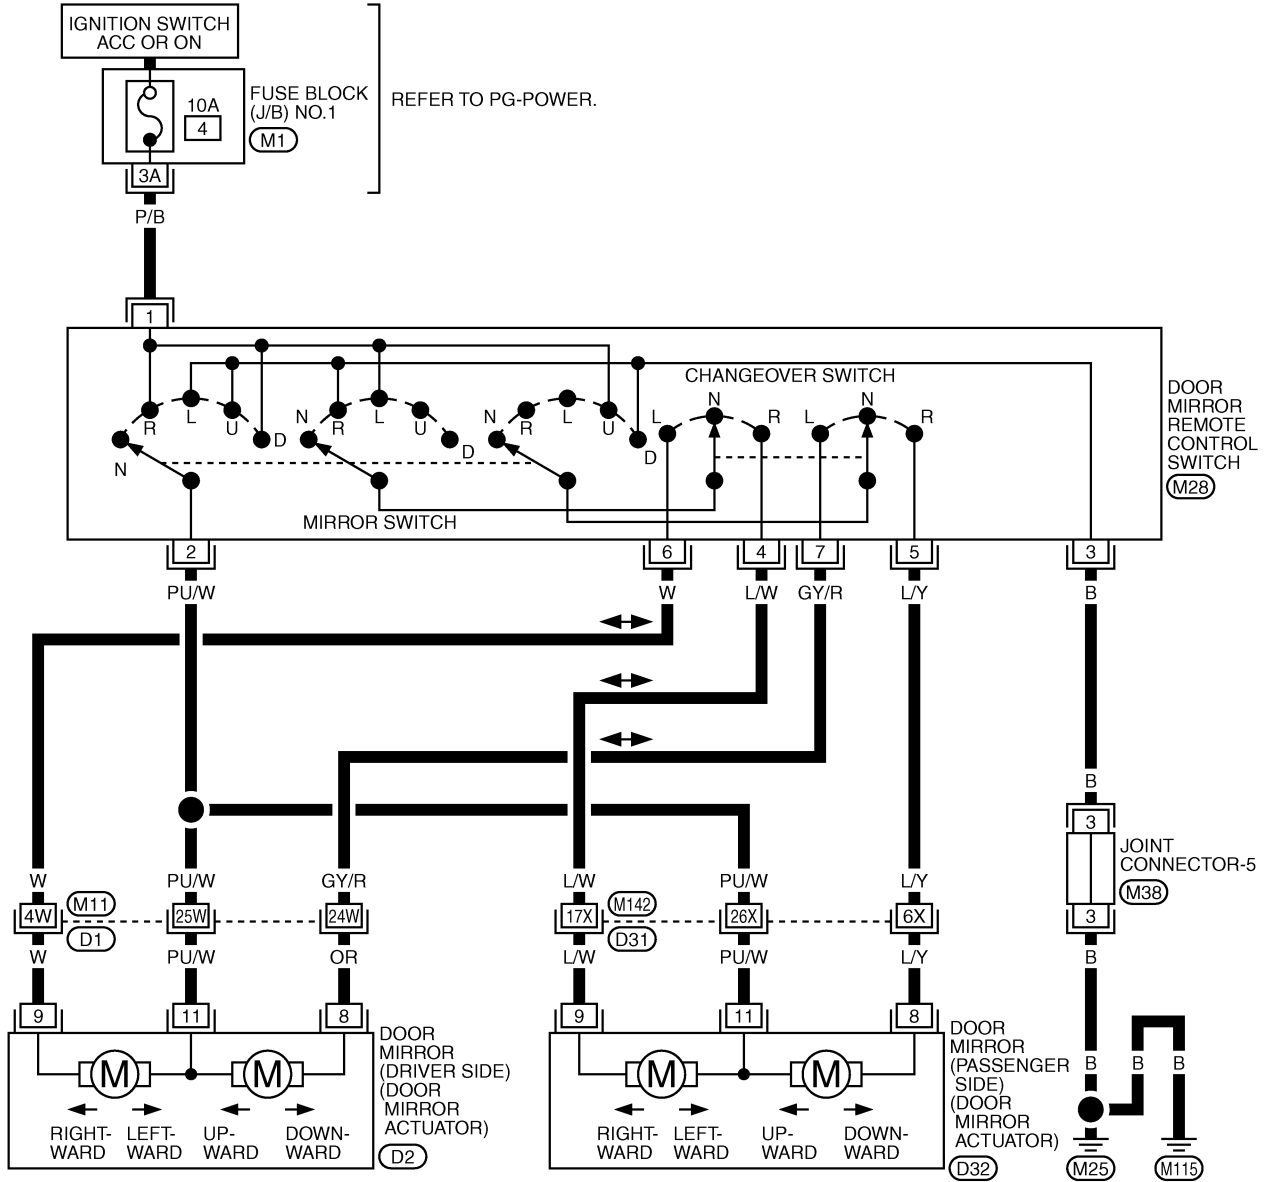 IGNITION SWITCH
ACC OR ON
FUSE BLOCK
(J/B) NO.1
M1
10A
4
REFER TO PG-POWER.
3A
P/B
1
CHANGEOVER SWITCH
N R L U D
N R L U D
N R L U D
L N R
L N R
MIRROR SWITCH
DOOR
MIRROR
REMOTE
CONTROL
SWITCH
M28
2 6 4 7 5 3
PU/W W L/W GY/R L/Y B
B
3
JOINT
CONNECTOR-5
M38
3
B
W PU/W GY/R L/W PU/W L/Y
4W M11 25W 24W 17X M142 26X 6X
D1 D31
W PU/W OR L/W PU/W L/Y
9 11 8 9 11 8
M M M M
RIGHT-
WARD
LEFT-
WARD
UP-
WARD
DOWN-
WARD
DOOR
MIRROR
(DRIVER SIDE)
(DOOR
MIRROR
ACTUATOR)
D2
RIGHT-
WARD
LEFT-
WARD
UP-
WARD
DOWN-
WARD
DOOR
MIRROR
(PASSENGER
SIDE)
(DOOR
MIRROR
ACTUATOR)
D32
B B B
M25 M115